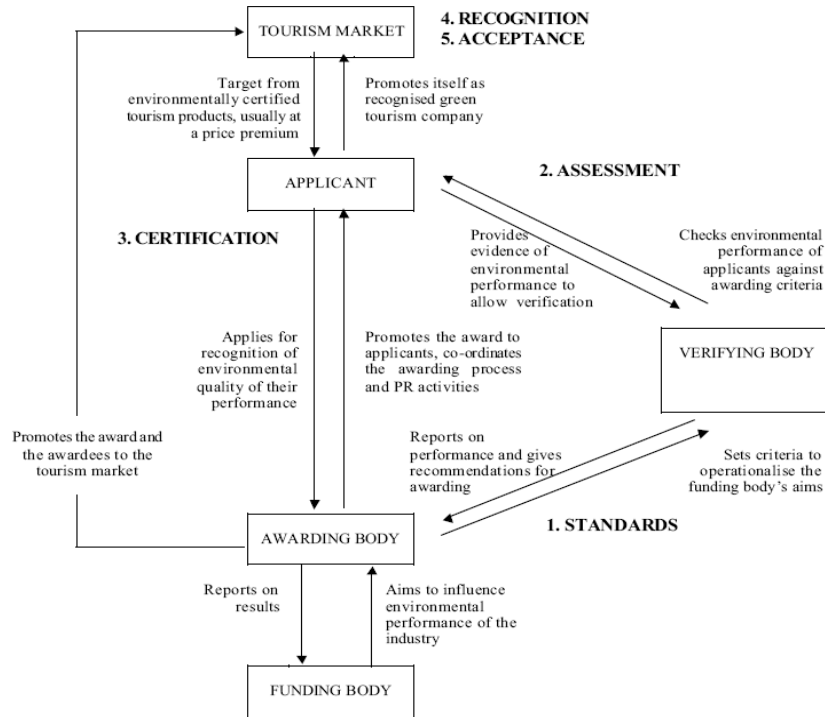 TOURISM MARKET
4. RECOGNITION
5. ACCEPTANCE
Target from
environmentally certified
tourism products, usually at
a price premium
Promotes itself as
recognised green
tourism company
APPLICANT
2. ASSESSMENT
3. CERTIFICATION
Provides
evidence of
environmental
performance to
allow verification
Checks environmental
performance of
applicants against
awarding criteria
Applies for
recognition of
environmental
quality of their
performance
Promotes the award to
applicants, co-ordinates
the awarding process
and PR activities
VERIFYING BODY
Promotes the award and
the awardees to the
tourism market
Reports on
performance and gives
recommendations for
awarding
Sets criteria to
operationalise the
funding body's aims
1. STANDARDS
AWARDING BODY
Reports on
results
Aims to influence
environmental
performance of the
industry
FUNDING BODY